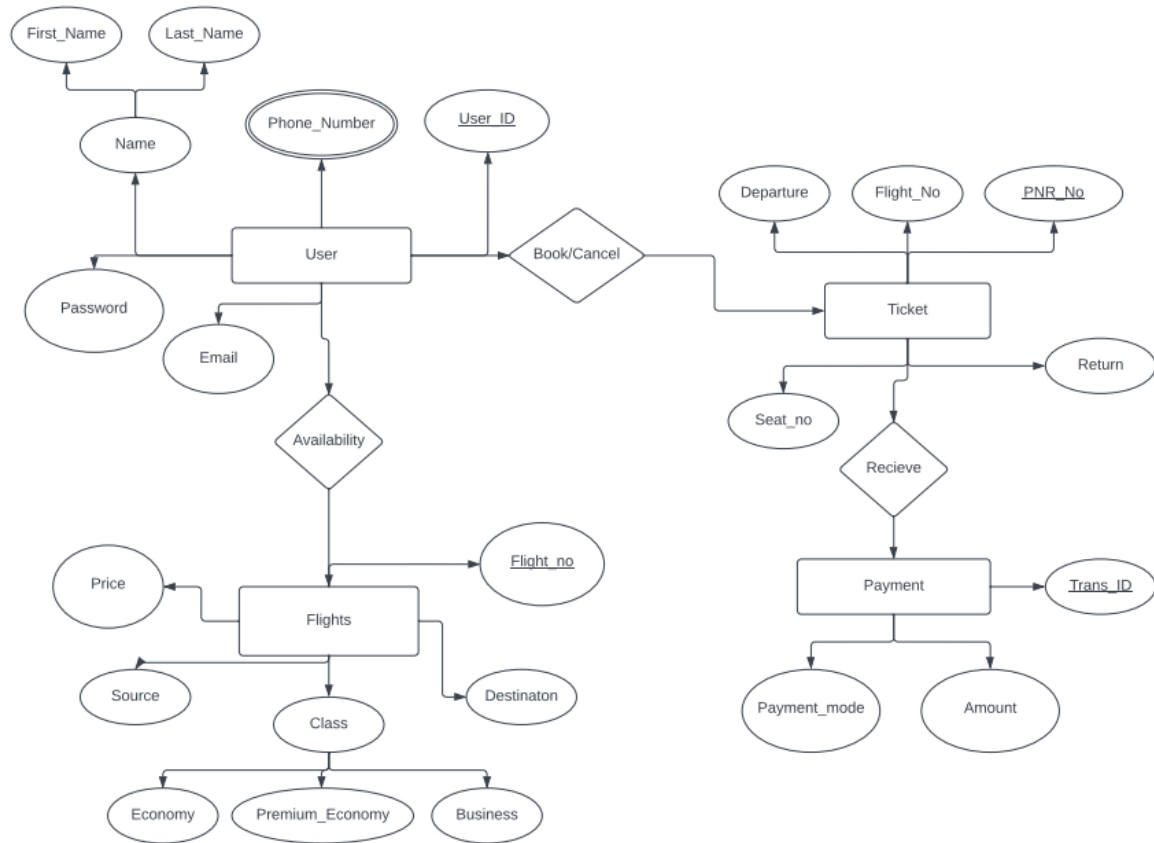 First_Name
Last_Name
Name
Phone_Number
User_ID
Departure
Flight_No
PNR_No
User
Book/Cancel
Password
Email
Ticket
Return
Seat_no
Availability
Recieve
Flight_no
Price
Flights
Payment
Trans_ID
Source
Destinaton
Class
Payment_mode
Amount
Economy
Premium_Economy
Business